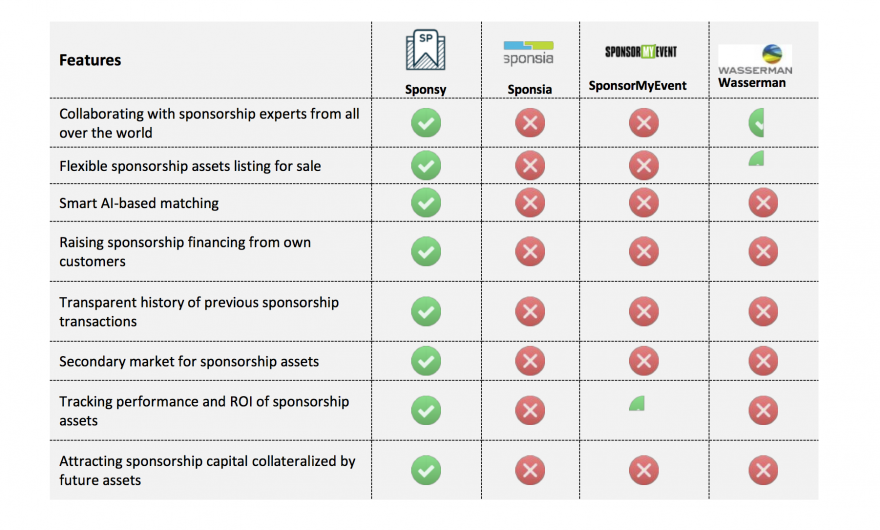 Features
SP
Sponsy
sponsia
Sponsia
SPONSORMYEVENT
SponsorMyEvent
WASSERMAN
Wasserman
Collaborating with sponsorship experts from all
over the world
Flexible sponsorship assets listing for sale
Smart AI-based matching
Raising sponsorship financing from own
customers
Transparent history of previous sponsorship
transactions
Secondary market for sponsorship assets
Tracking performance and ROI of sponsorship
assets
Attracting sponsorship capital collateralized by
future assets